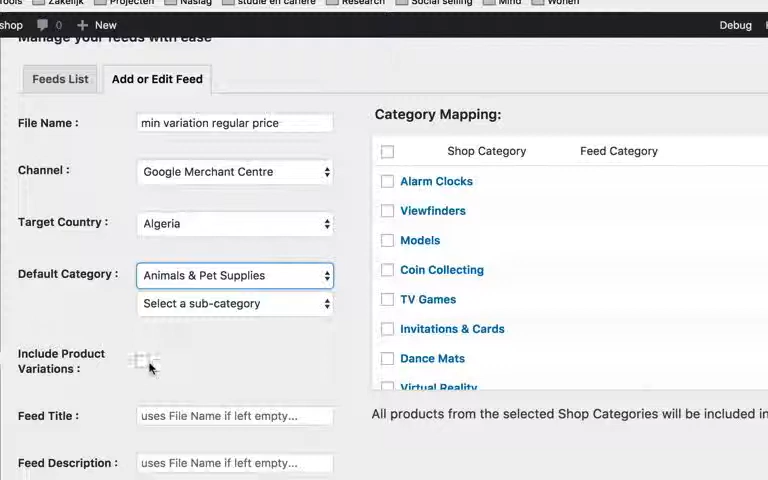 Zakelijk Projecten Naslag studie en carière Research Social selling Mind Wonen
shop 0 New Debug
Manage your feeds with ease
Feeds List Add or Edit Feed
File Name : min variation regular price
Channel : Google Merchant Centre
Target Country : Algeria
Default Category : Animals & Pet Supplies
Select a sub-category
Include Product
Variations :
Feed Title : uses File Name if left empty...
Feed Description : uses File Name if left empty...
Category Mapping:
Shop Category Feed Category
Alarm Clocks
Viewfinders
Models
Coin Collecting
TV Games
Invitations & Cards
Dance Mats
Virtual Reality
All products from the selected Shop Categories will be included in